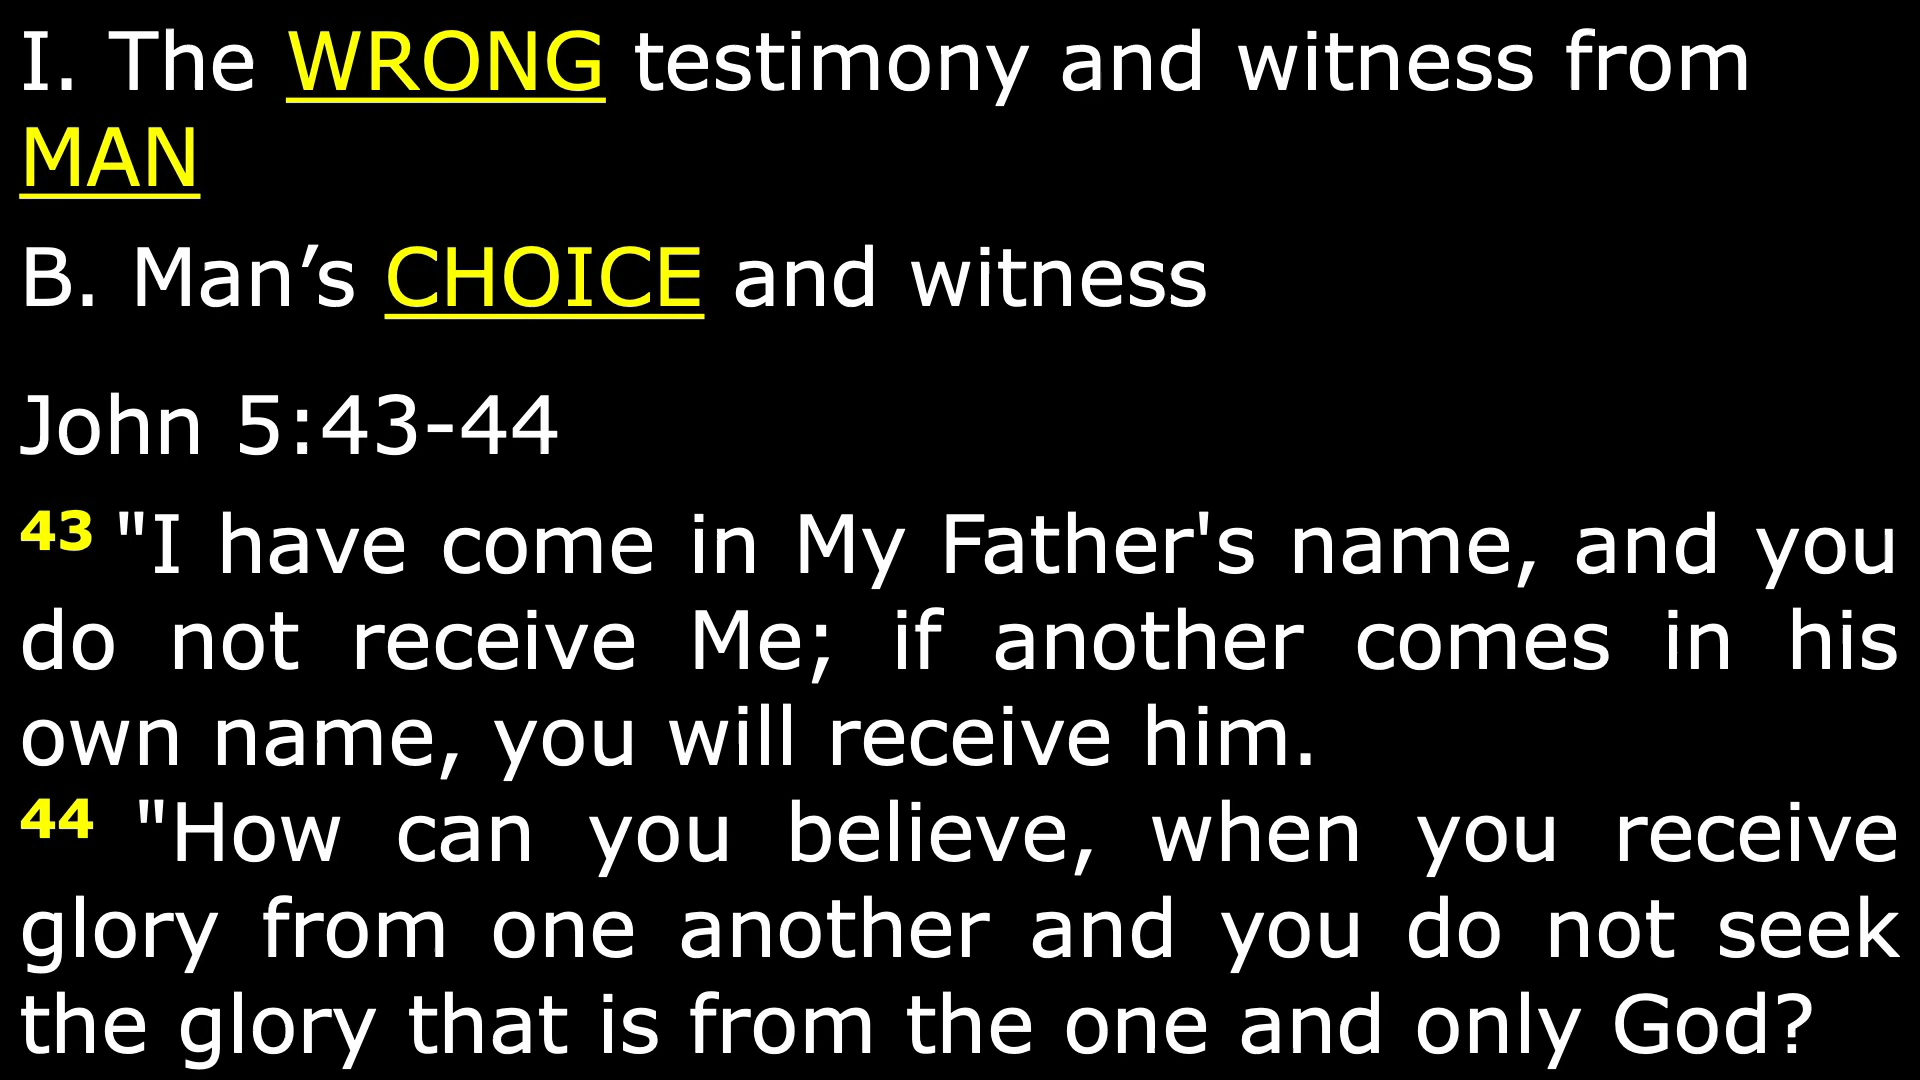 I. The WRONG testimony and witness from
MAN
B. Man’s CHOICE and witness
John 5:43-44
43 "I have come in My Father's name, and you
do not receive Me; if another comes in his
own name, you will receive him.
44 "How can you believe, when you receive
glory from one another and you do not seek
the glory that is from the one and only God?